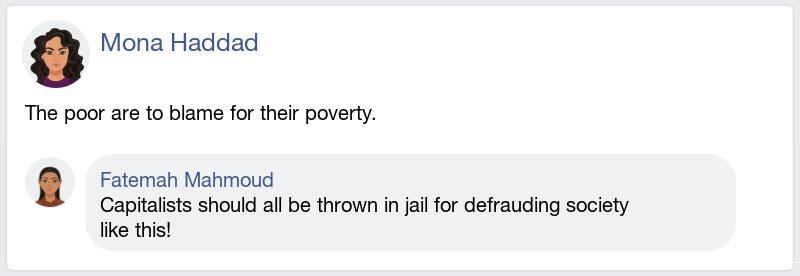 Mona Haddad
The poor are to blame for their poverty.
Fatemah Mahmoud
Capitalists should all be thrown in jail for defrauding society
like this!